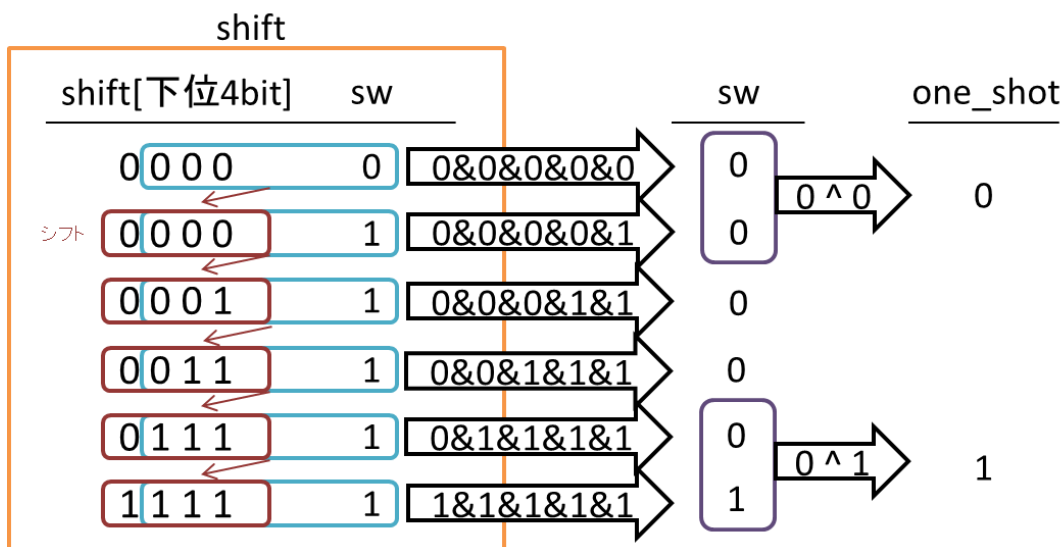 shift
shift[下位4bit] sw sw one_shot
0 0 0 0 0 0&0&0&0&0 0
0 ^ 0 0
シフト 0 0 0 0 1 0&0&0&0&1 0
0 0 0 1 1 0&0&0&1&1 0
0 0 1 1 1 0&0&1&1&1 0
0 1 1 1 1 0&1&1&1&1 0
0 ^ 1 1
1 1 1 1 1 1&1&1&1&1 1